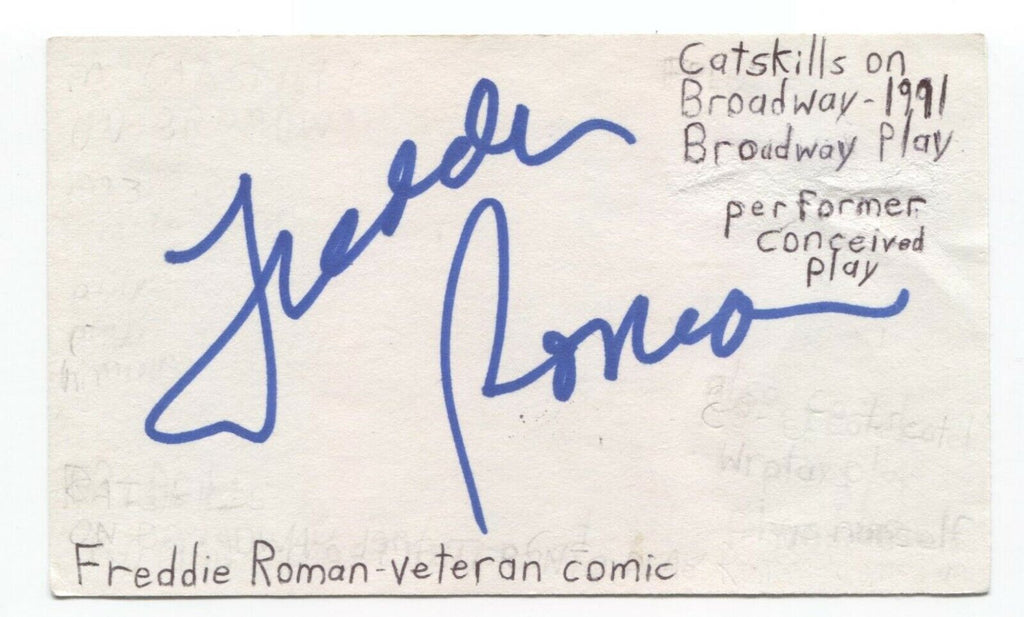 Catskills on
Broadway-1991
Broadway Play
performer
conceived
play
Freddie
Roman
Freddie Roman-veteran comic